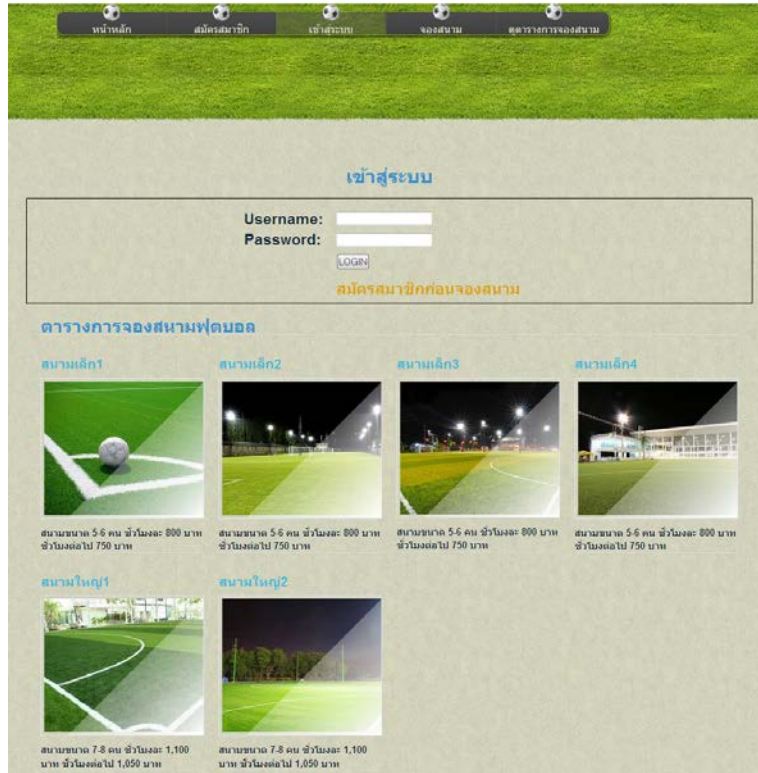 หน้าหลัก สมัครสมาชิก เข้าสู่ระบบ จองสนาม ดูตารางการจองสนาม
เข้าสู่ระบบ
Username:
Password:
LOGIN
สมัครสมาชิกก่อนจองสนาม
ตารางการจองสนามฟุตบอล
สนามเล็ก1 สนามเล็ก2 สนามเล็ก3 สนามเล็ก4
สนามขนาด 5-6 คน ชั่วโมงละ 800 บาท
ชั่วโมงต่อไป 750 บาท
สนามขนาด 5-6 คน ชั่วโมงละ 800 บาท
ชั่วโมงต่อไป 750 บาท
สนามขนาด 5-6 คน ชั่วโมงละ 800 บาท
ชั่วโมงต่อไป 750 บาท
สนามขนาด 5-6 คน ชั่วโมงละ 800 บาท
ชั่วโมงต่อไป 750 บาท
สนามใหญ่1 สนามใหญ่2
สนามขนาด 7-8 คน ชั่วโมงละ 1,100
บาท ชั่วโมงต่อไป 1,050 บาท
สนามขนาด 7-8 คน ชั่วโมงละ 1,100
บาท ชั่วโมงต่อไป 1,050 บาท